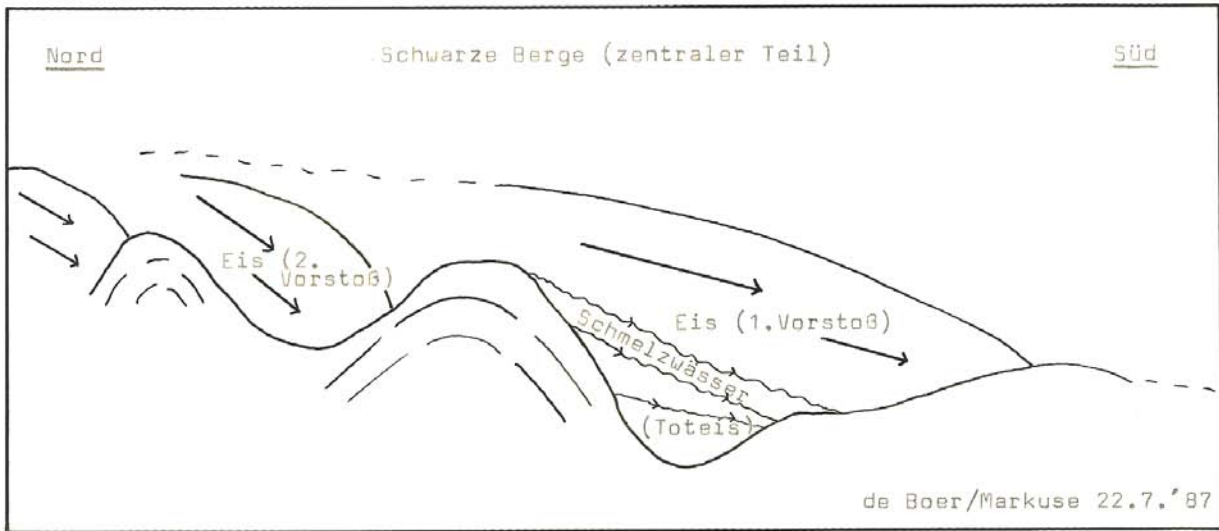 Nord
Schwarze Berge (zentraler Teil)
Süd
Eis (2.
Vorstoß)
Eis (1.Vorstoß)
Schmelzwässer
(Toteis)
de Boer/Markuse 22.7.'87